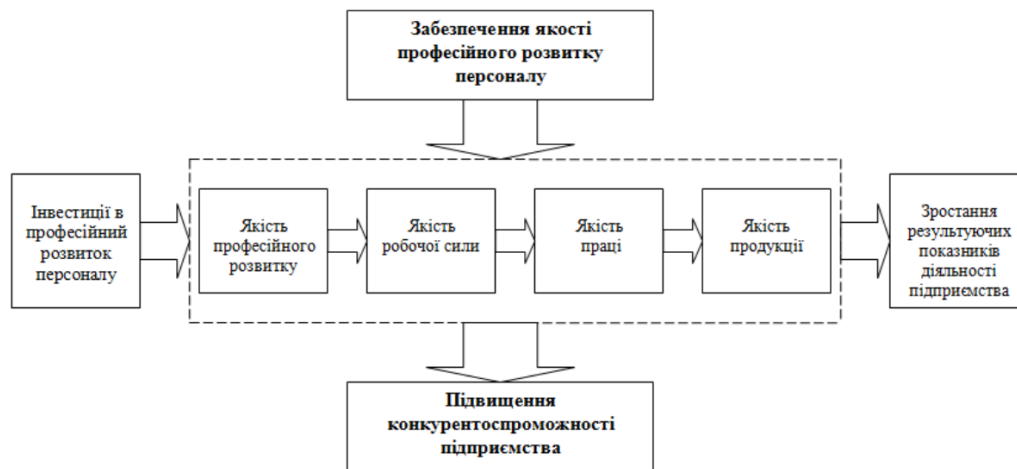 Забезпечення якості
професійного розвитку
персоналу
Інвестиції в
професійний
розвиток
персоналу
Якість
професійного
розвитку
Якість
робочої сили
Якість
праці
Якість
продукції
Зростання
результуючих
показників
діяльності
підприємства
Підвищення
конкурентоспроможності
підприємства